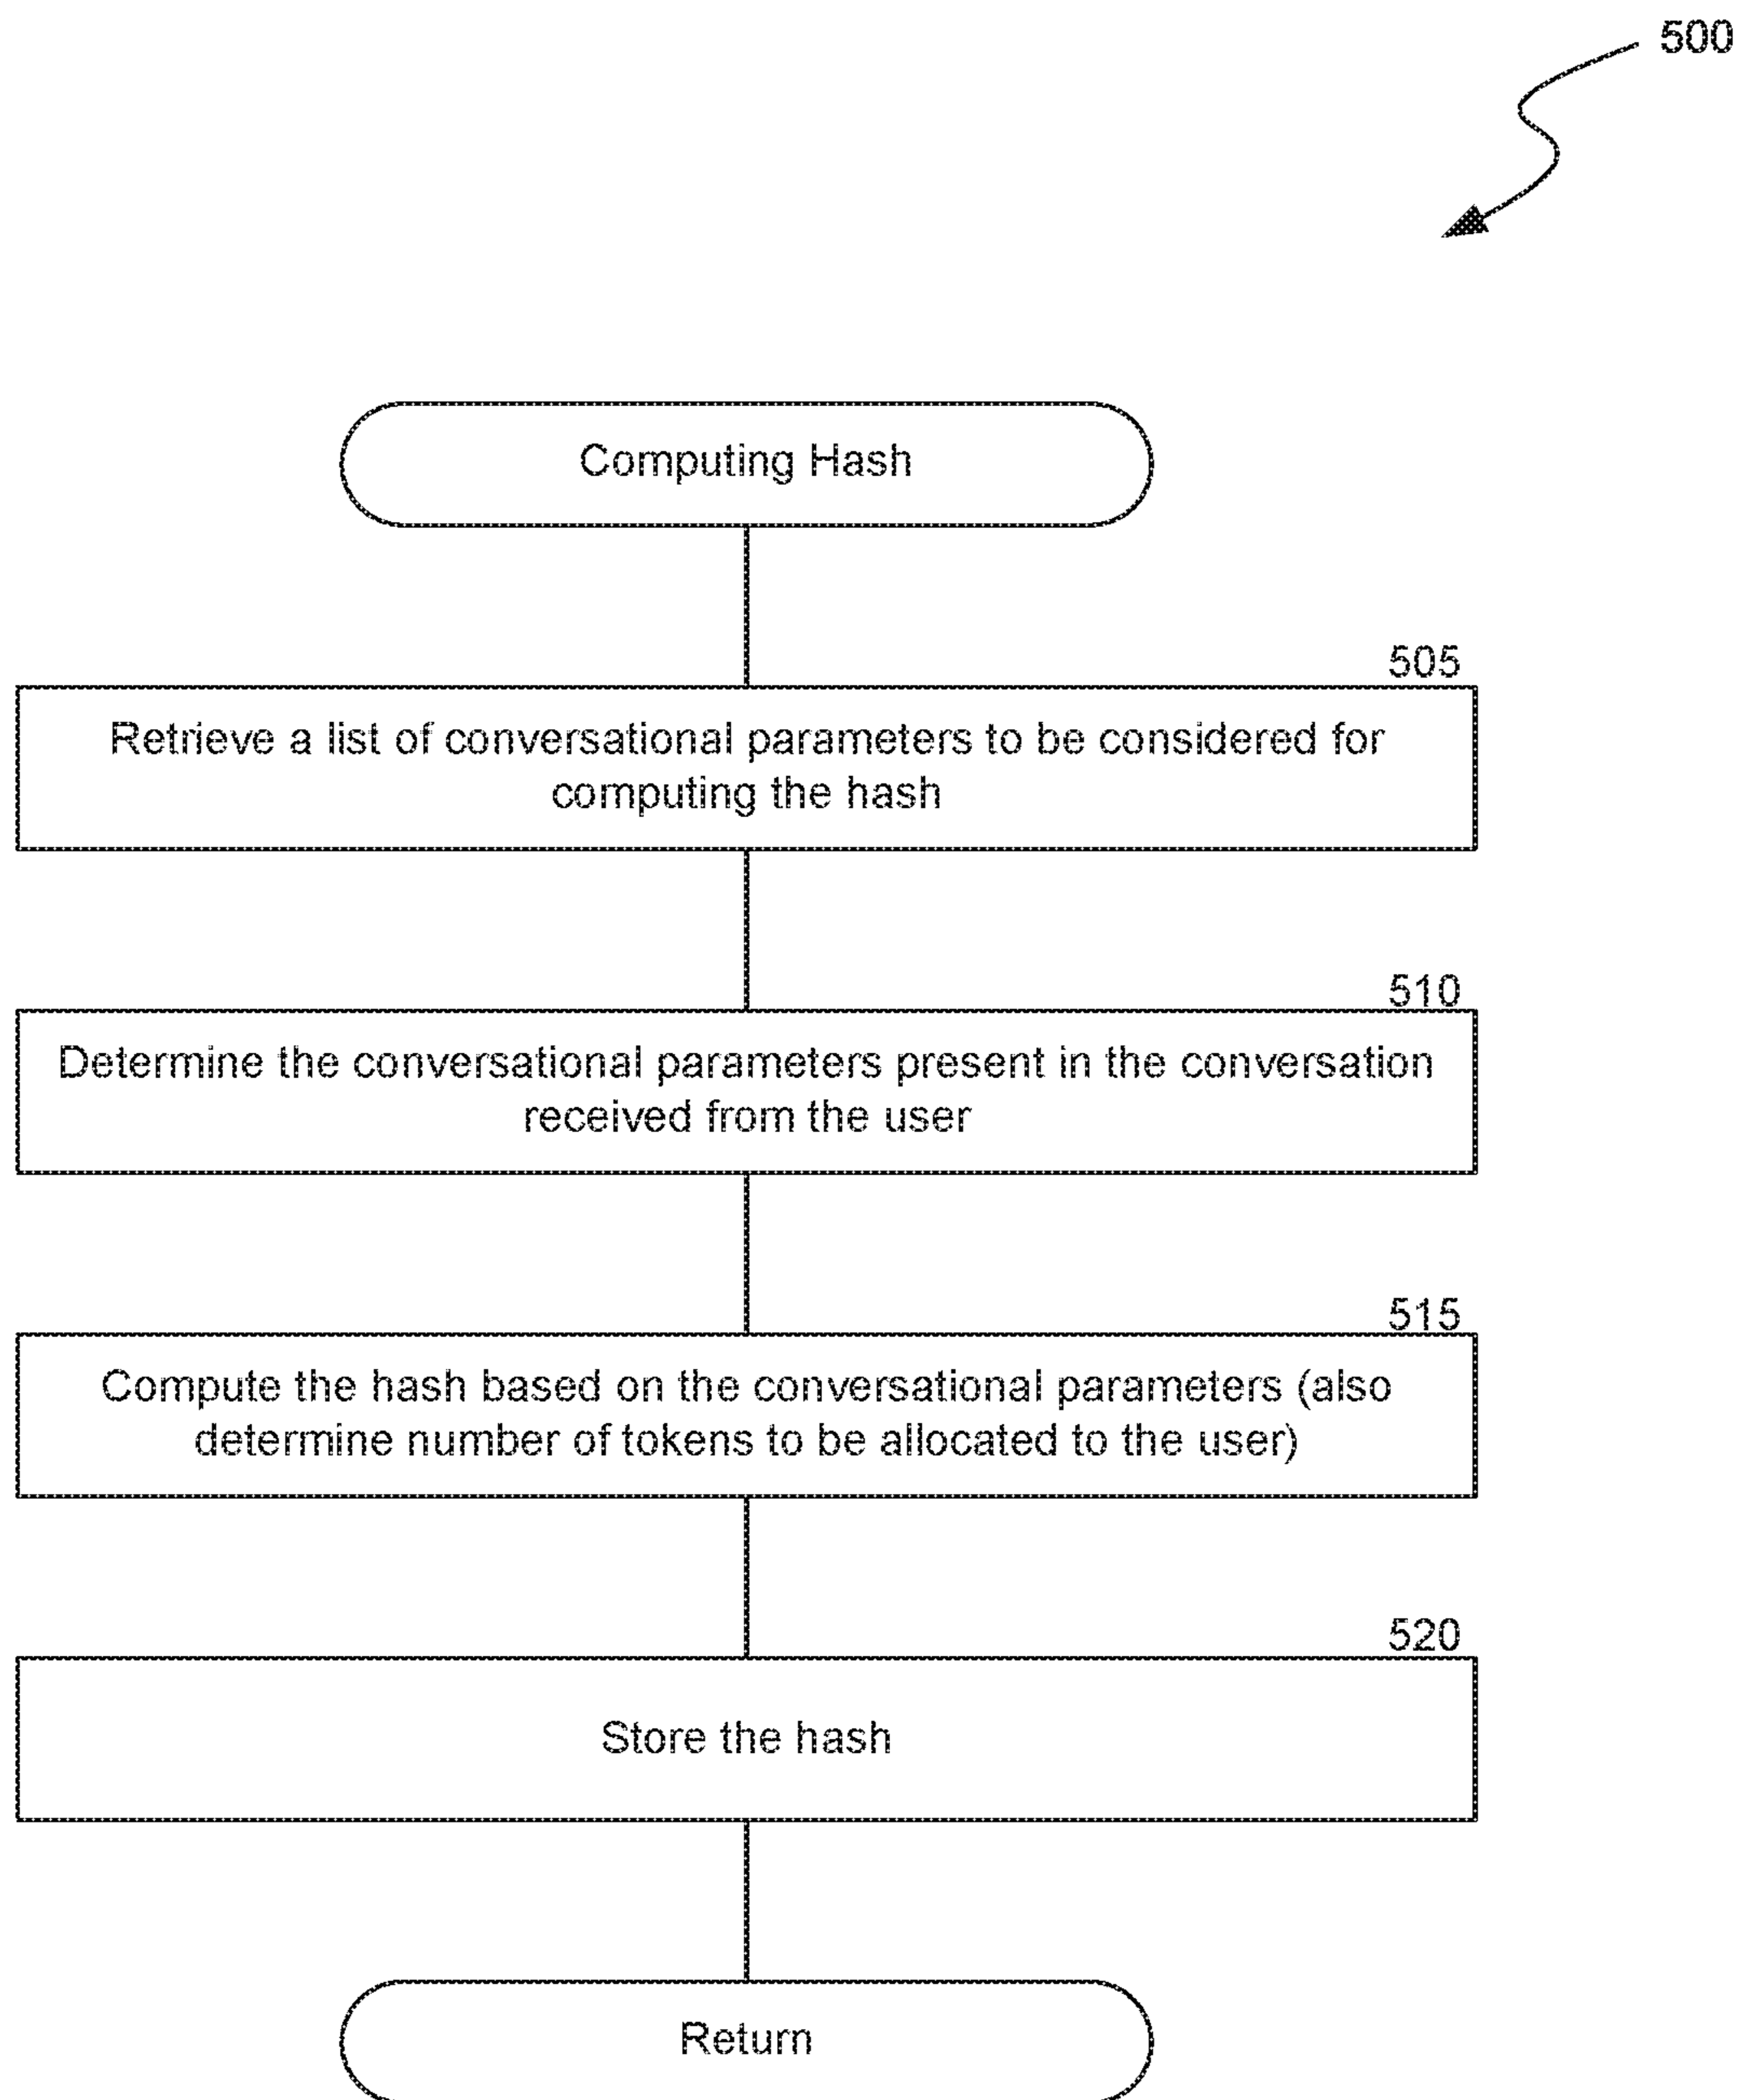 500
Computing Hash
505
Retrieve a list of conversational parameters to be considered for
computing the hash
510
Determine the conversational parameters present in the conversation
received from the user
515
Compute the hash based on the conversational parameters (also
determine number of tokens to be allocated to the user)
520
Store the hash
Return